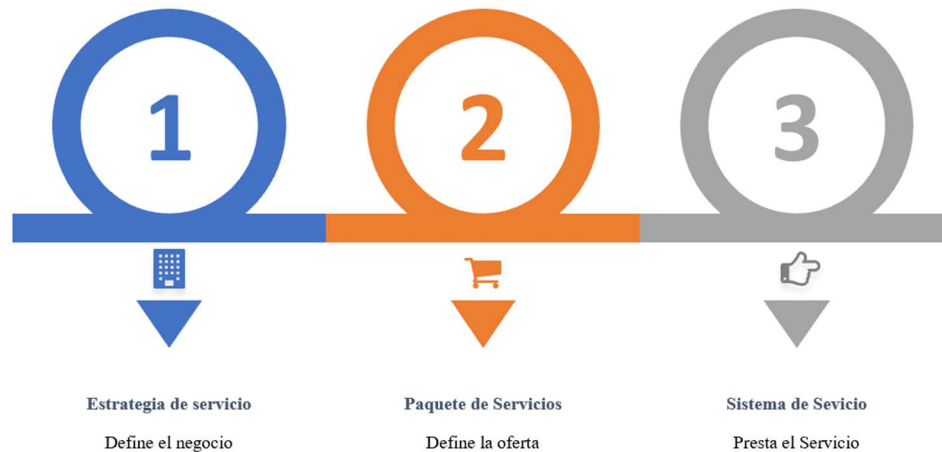 1
2
3
Estrategia de servicio
Paquete de Servicios
Sistema de Sevicio
Define el negocio
Define la oferta
Presta el Servicio